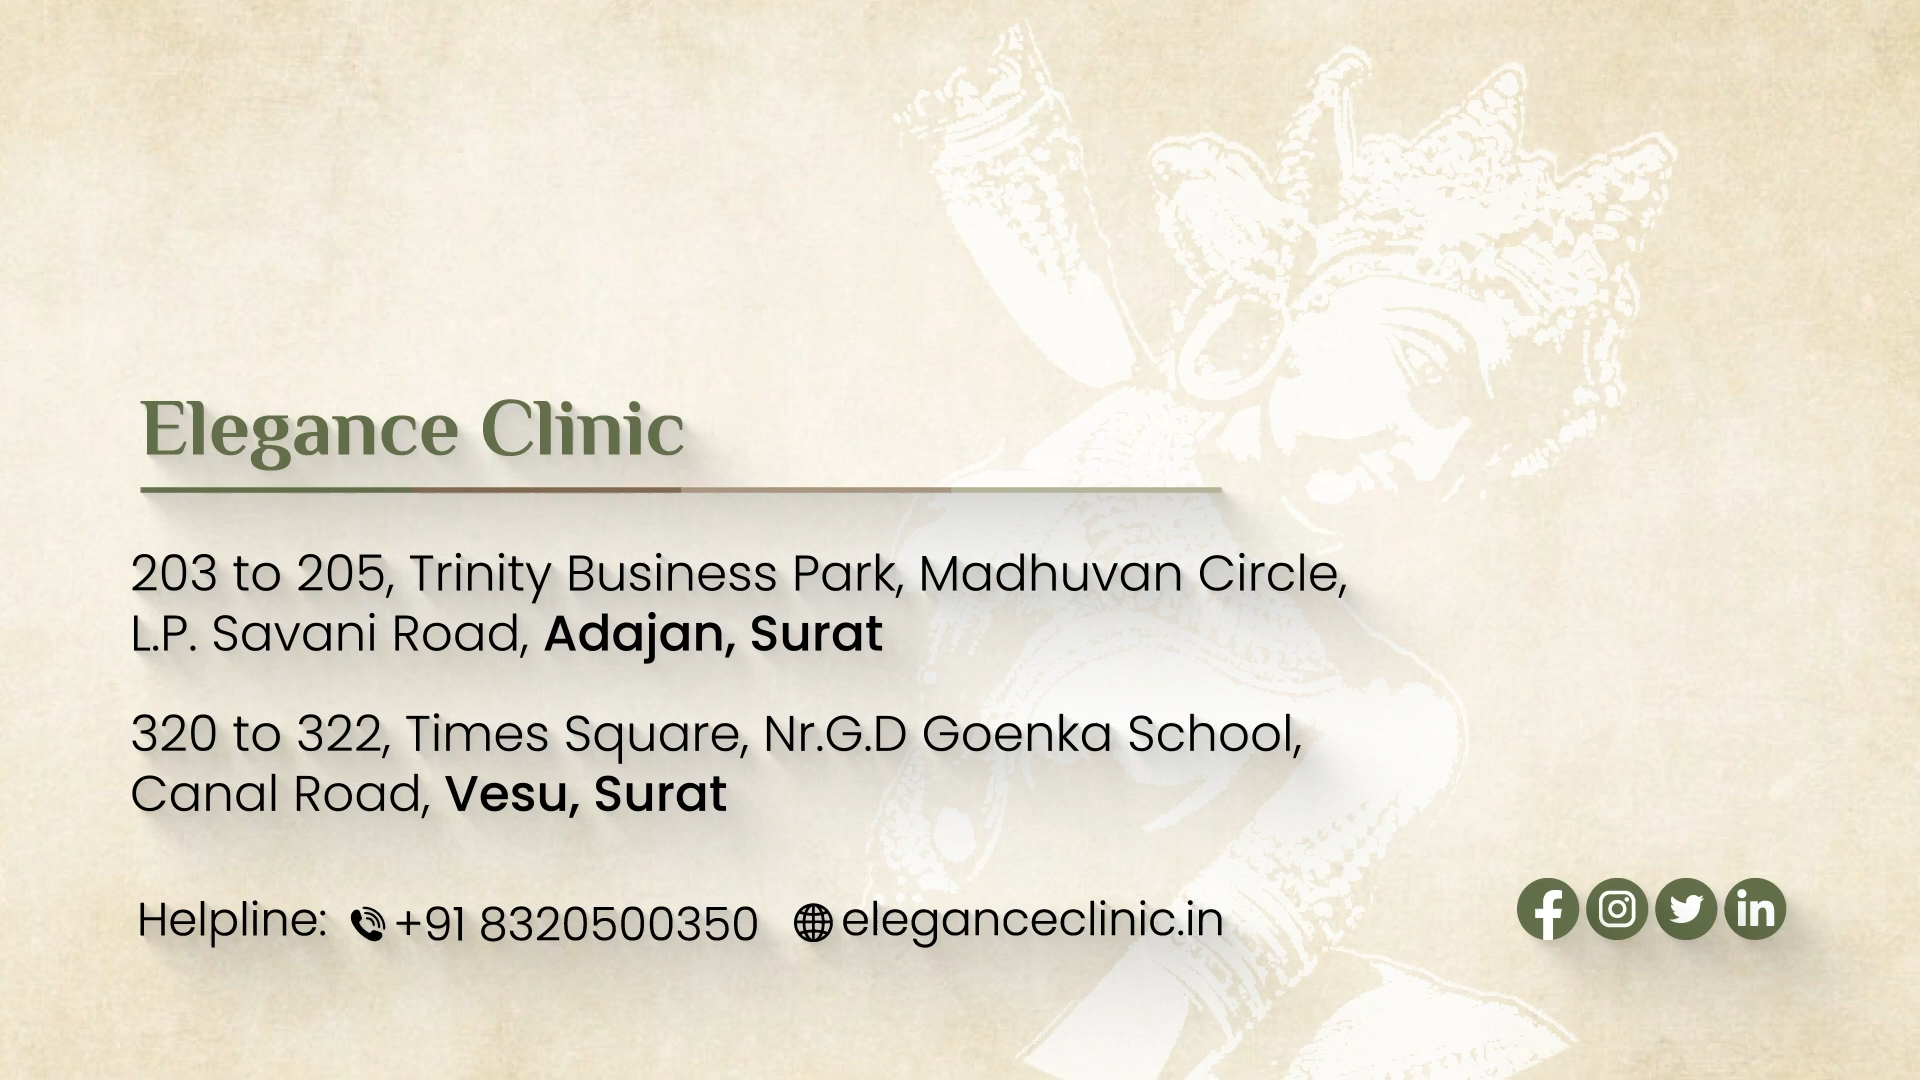 Elegance Clinic
203 to 205, Trinity Business Park, Madhuvan Circle,
L.P. Savani Road, Adajan, Surat
320 to 322, Times Square, Nr.G.D Goenka School,
Canal Road, Vesu, Surat
Helpline: +91 8320500350 eleganceclinic.in